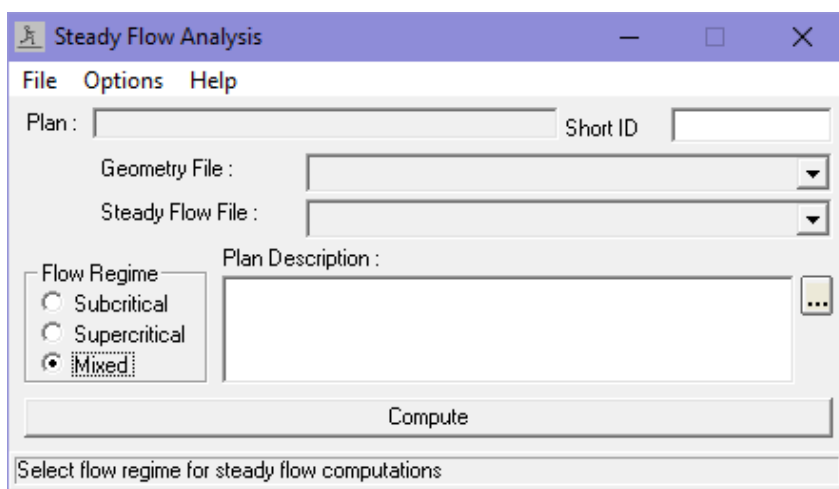 Steady Flow Analysis
File Options Help
Plan : Short ID
Geometry File :
Steady Flow File :
Plan Description :
Flow Regime
Subcritical
Supercritical
Mixed
...
Compute
Select flow regime for steady flow computations